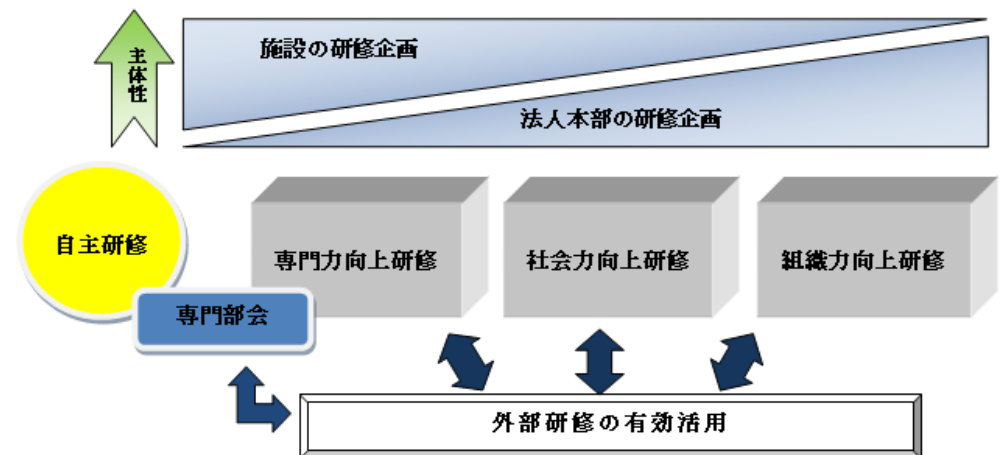 主体性
施設の研修企画
法人本部の研修企画
自主研修
専門部会
専門力向上研修
社会力向上研修
組織力向上研修
外部研修の有効活用